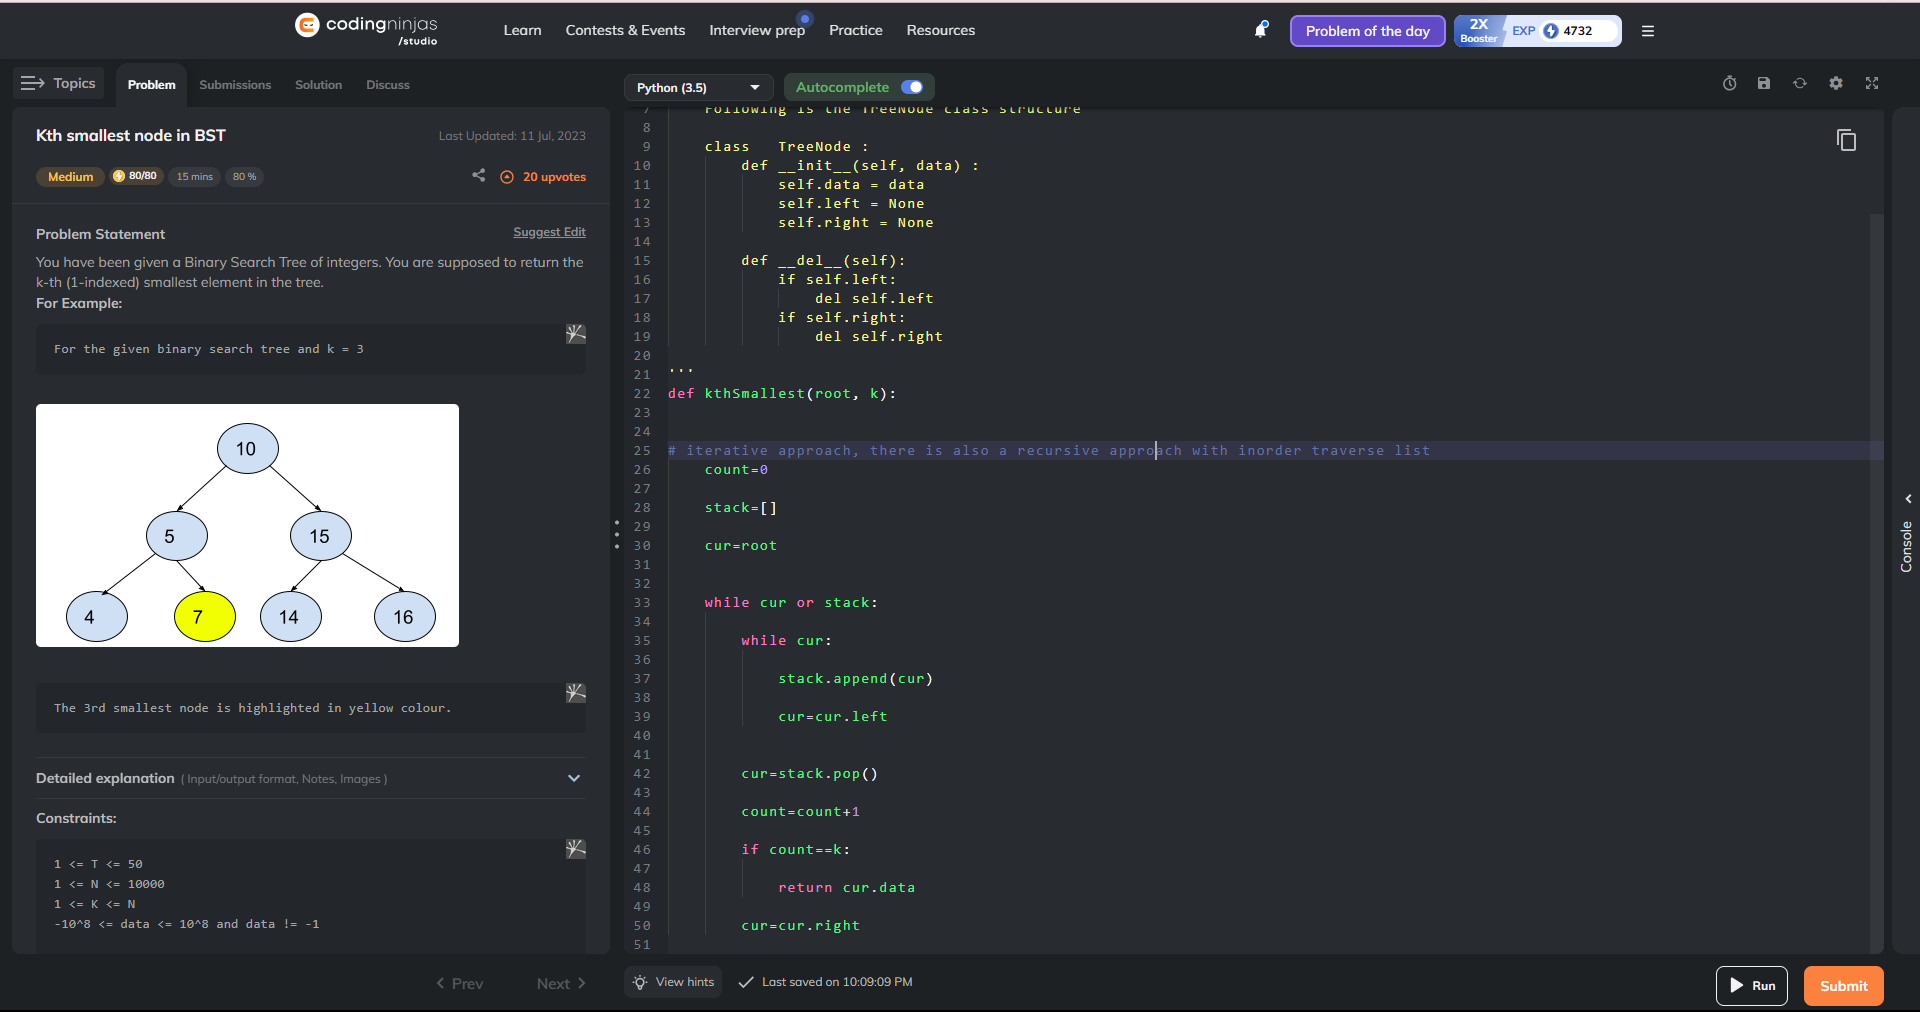 codingninjas
/studio
Learn
Contests & Events
Interview prep
Practice
Resources
Problem of the day
2X
Booster
EXP
4732
Topics
Problem
Submissions
Solution
Discuss
Kth smallest node in BST
Last Updated: 11 Jul, 2023
Medium
80/80
15 mins
80 %
20 upvotes
Problem Statement
Suggest Edit
You have been given a Binary Search Tree of integers. You are supposed to return the
k-th (1-indexed) smallest element in the tree.
For Example:
For the given binary search tree and k = 3
10
5
15
4
7
14
16
The 3rd smallest node is highlighted in yellow colour.
Detailed explanation ( Input/output format, Notes, Images )
Constraints:
1 <= T <= 50
1 <= N <= 10000
1 <= K <= N
-10^8 <= data <= 10^8 and data != -1
Prev
Next
Python (3.5)
Autocomplete
7 Following is the TreeNode class structure
8
9 class   TreeNode :
10 def __init__(self, data) :
11 self.data = data
12 self.left = None
13 self.right = None
14
15 def __del__(self):
16 if self.left:
17 del self.left
18 if self.right:
19 del self.right
20
21 '''
22 def kthSmallest(root, k):
23
24
25 # iterative approach, there is also a recursive approach with inorder traverse list
26 count=0
27
28 stack=[]
29
30 cur=root
31
32
33 while cur or stack:
34
35 while cur:
36
37 stack.append(cur)
38
39 cur=cur.left
40
41
42 cur=stack.pop()
43
44 count=count+1
45
46 if count==k:
47
48 return cur.data
49
50 cur=cur.right
51
View hints
Last saved on 10:09:09 PM
Run
Submit
Console